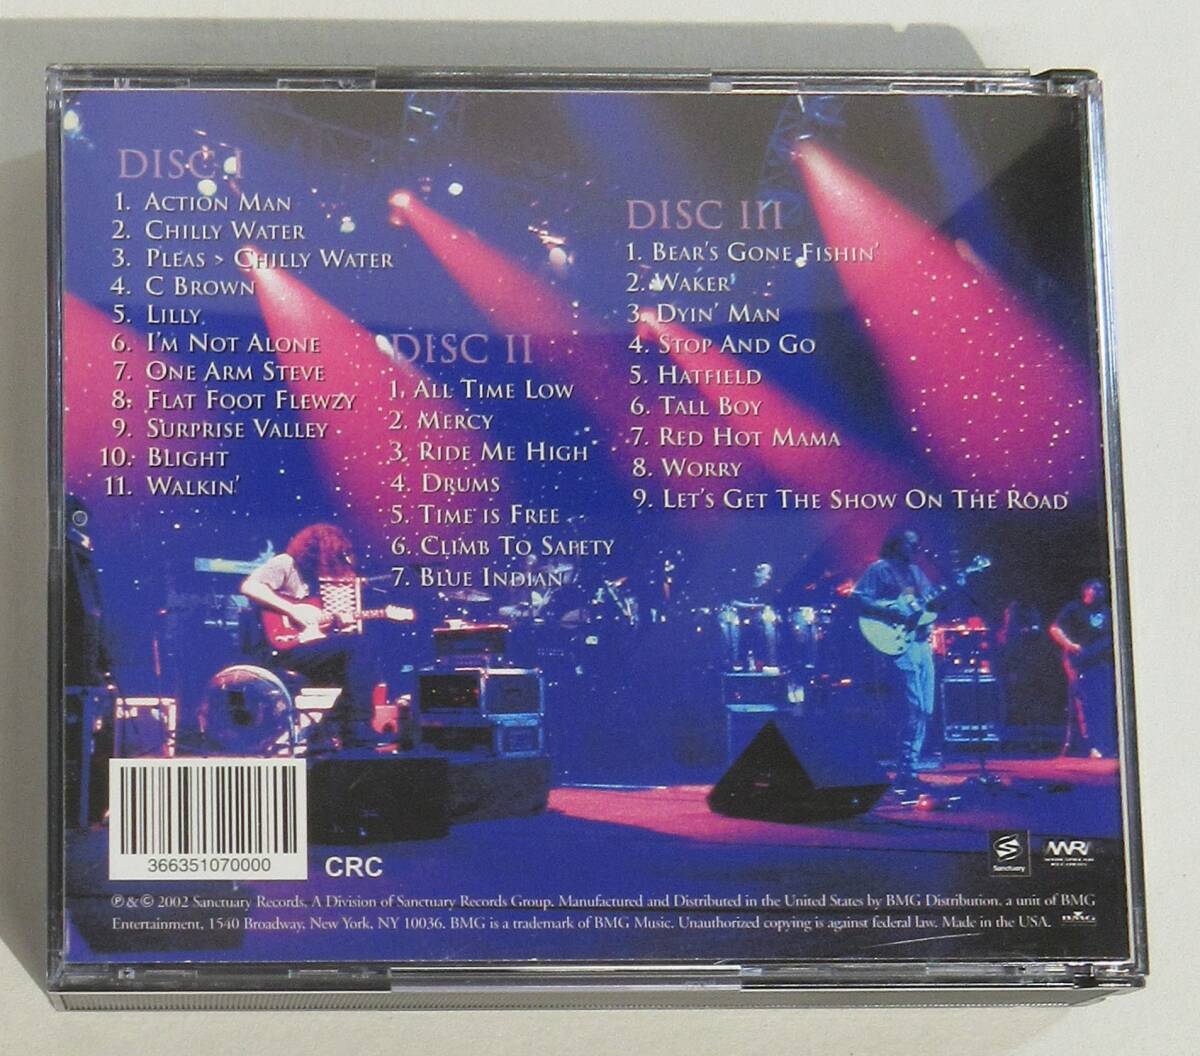 DISC I
1. ACTION MAN
2. CHILLY WATER
3. PLEAS > CHILLY WATER
4. C BROWN
5. LILLY
6. I'M NOT ALONE
7. ONE ARM STEVE
8. FLAT FOOT FLEWZY
9. SURPRISE VALLEY
10. BLIGHT
11. WALKIN'
DISC II
1. ALL TIME LOW
2. MERCY
3. RIDE ME HIGH
4. DRUMS
5. TIME IS FREE
6. CLIMB TO SAFETY
7. BLUE INDIAN
DISC III
1. BEAR'S GONE FISHIN'
2. WAKER
3. DYIN' MAN
4. STOP AND GO
5. HATFIELD
6. TALL BOY
7. RED HOT MAMA
8. WORRY
9. LET'S GET THE SHOW ON THE ROAD
366351070000
CRC
Sanctuary
WR
℗ & © 2002 Sanctuary Records, A Division of Sanctuary Records Group. Manufactured and Distributed in the United States by BMG Distribution, a unit of BMG
Entertainment, 1540 Broadway, New York, NY 10036. BMG is a trademark of BMG Music. Unauthorized copying is against federal law. Made in the USA.
BMG